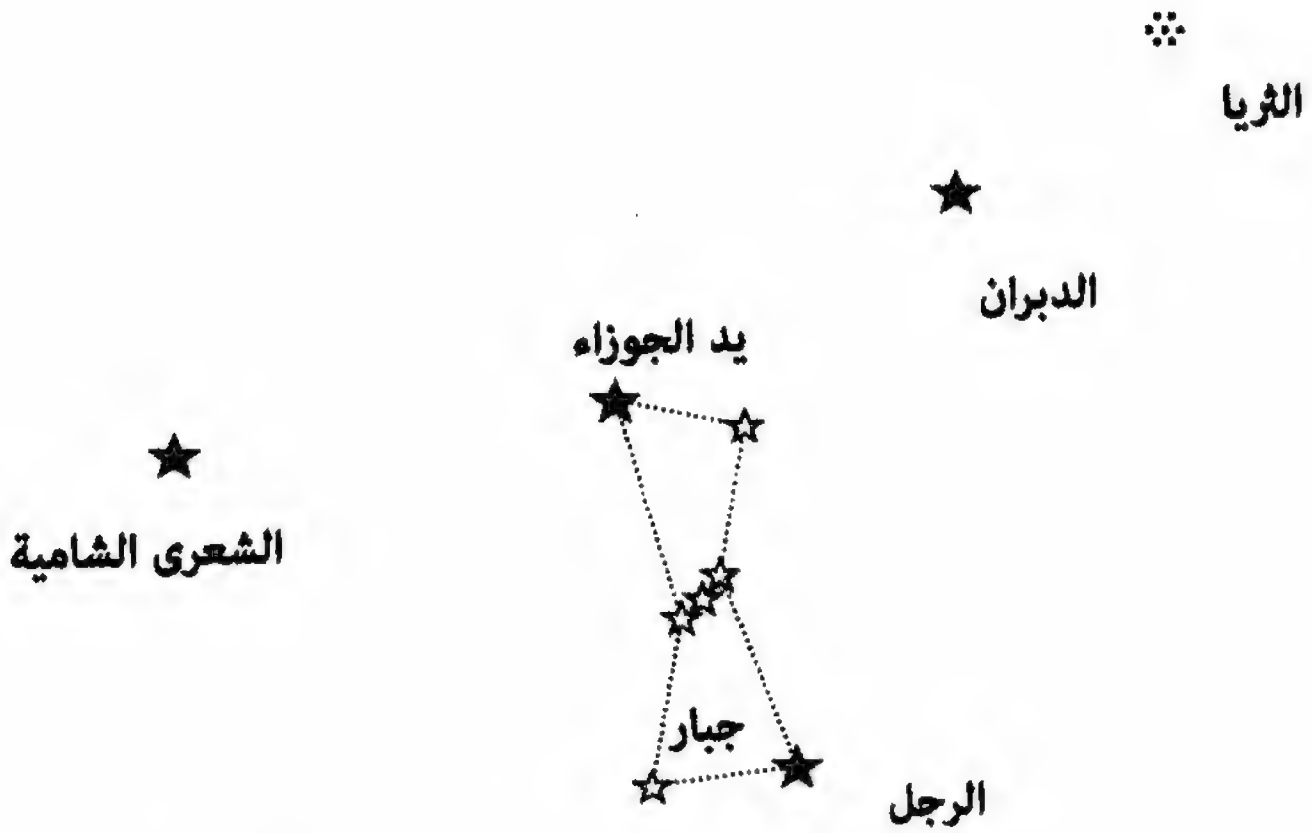 الثريا
الدبران
يد الجوزاء
الشعرى الشامية
جبار
الرجل